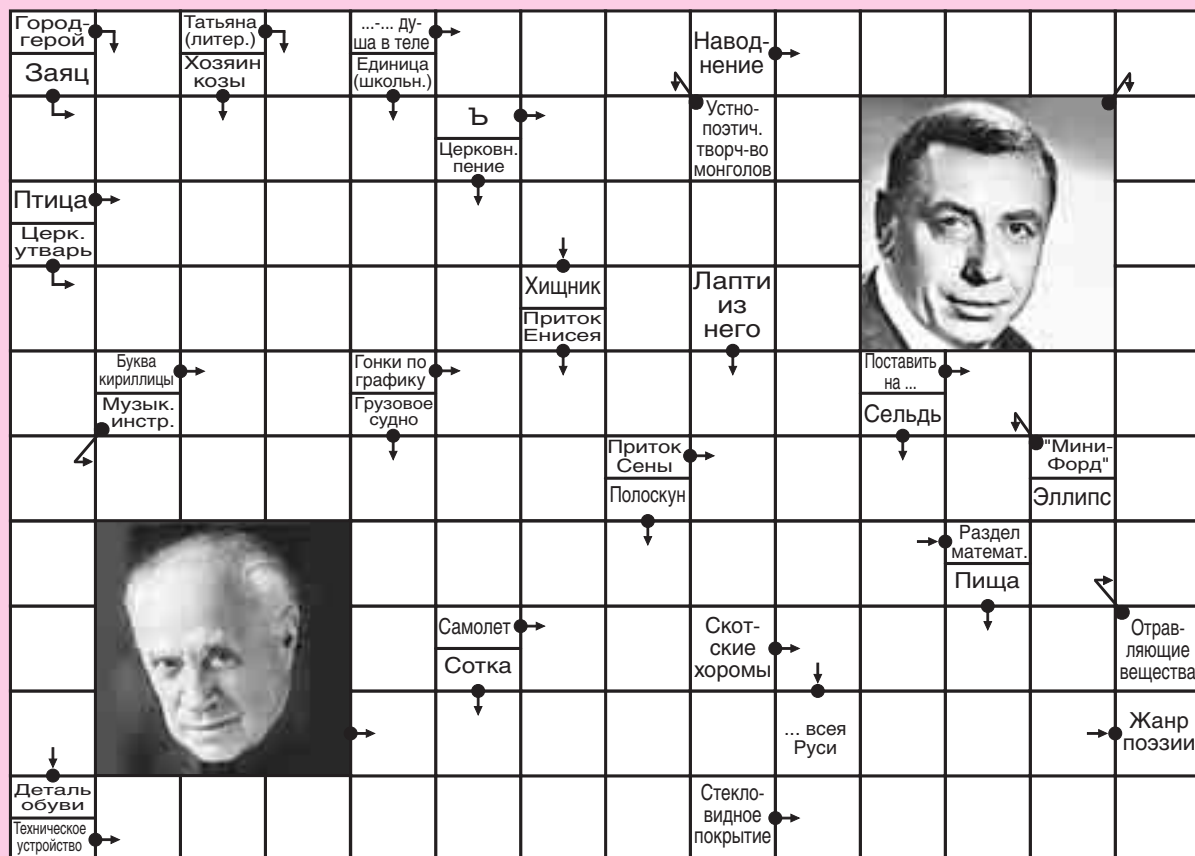 Город-
герой
Заяц
Татьяна
(литер.)
Хозяин
козы
...-... ду-
ша в теле
Единица
(школьн.)
Навод-
нение
Ъ
Церковн.
пение
Устно-
поэтич.
творч-во
монголов
Птица
Церк.
утварь
Хищник
Приток
Енисея
Лапти
из
него
Буква
кириллицы
Музык.
инстр.
Гонки по
графику
Грузовое
судно
Поставить
на ...
Сельдь
Приток
Сены
Полоскун
"Мини-
Форд"
Эллипс
Раздел
математ.
Пища
Самолет
Сотка
Скот-
ские
хоромы
Отрав-
ляющие
вещества
... всея
Руси
Жанр
поэзии
Деталь
обуви
Техническое
устройство
Стекло-
видное
покрытие